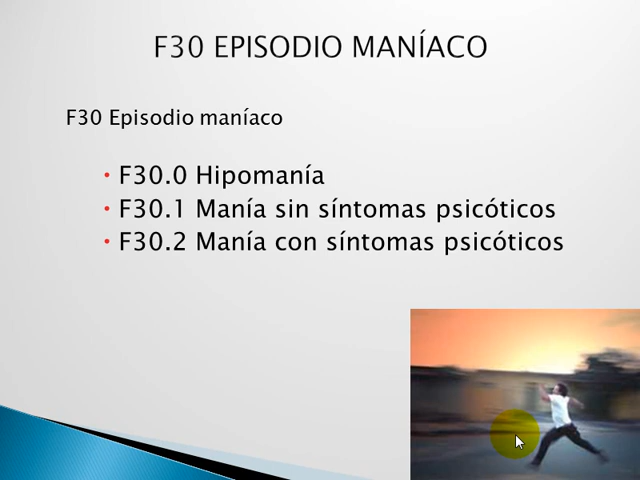 F30 EPISODIO MANÍACO
F30 Episodio maníaco
• F30.0 Hipomanía
• F30.1 Manía sin síntomas psicóticos
• F30.2 Manía con síntomas psicóticos